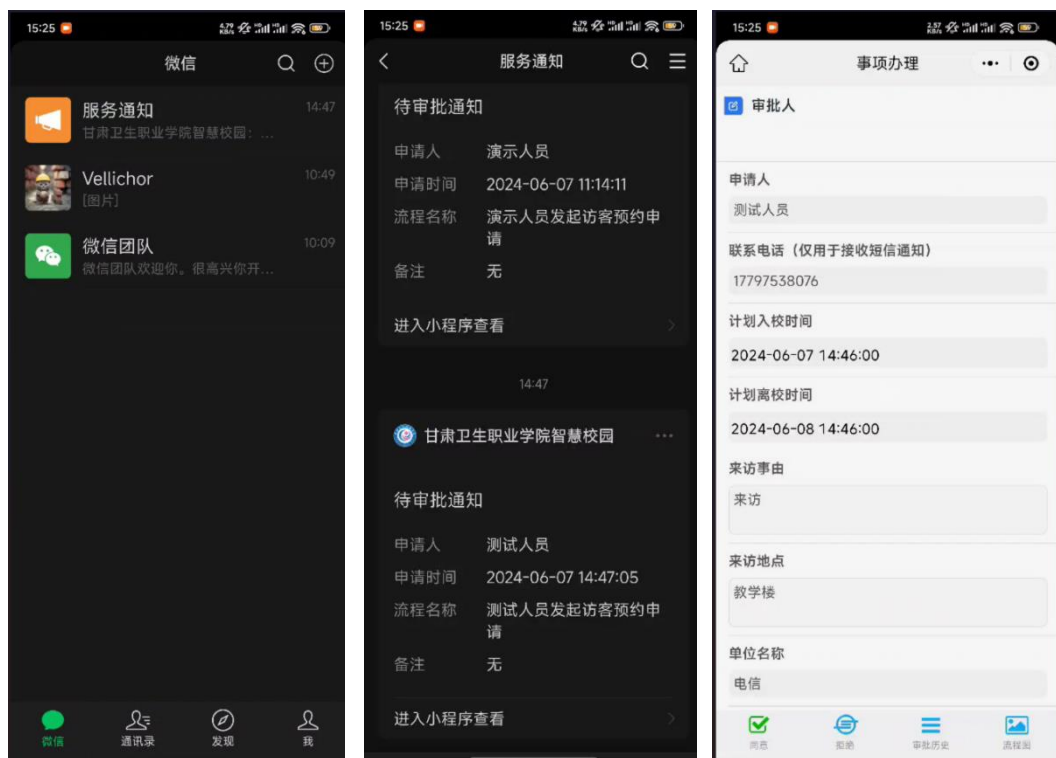 15:25
4.79 KB/s
微信
服务通知
14:47
甘肃卫生职业学院智慧校园：...
Vellichor
10:49
[图片]
微信团队
10:09
微信团队欢迎你。很高兴你开...
微信
通讯录
发现
我
15:25
4.79 KB/s
服务通知
待审批通知
申请人 演示人员
申请时间 2024-06-07 11:14:11
流程名称 演示人员发起访客预约申
请
备注 无
进入小程序查看
14:47
甘肃卫生职业学院智慧校园
待审批通知
申请人 测试人员
申请时间 2024-06-07 14:47:05
流程名称 测试人员发起访客预约申
请
备注 无
进入小程序查看
15:25
2.57 KB/s
事项办理
审批人
申请人
测试人员
联系电话（仅用于接收短信通知）
17797538076
计划入校时间
2024-06-07 14:46:00
计划离校时间
2024-06-08 14:46:00
来访事由
来访
来访地点
教学楼
单位名称
电信
同意
拒绝
审批历史
流程图